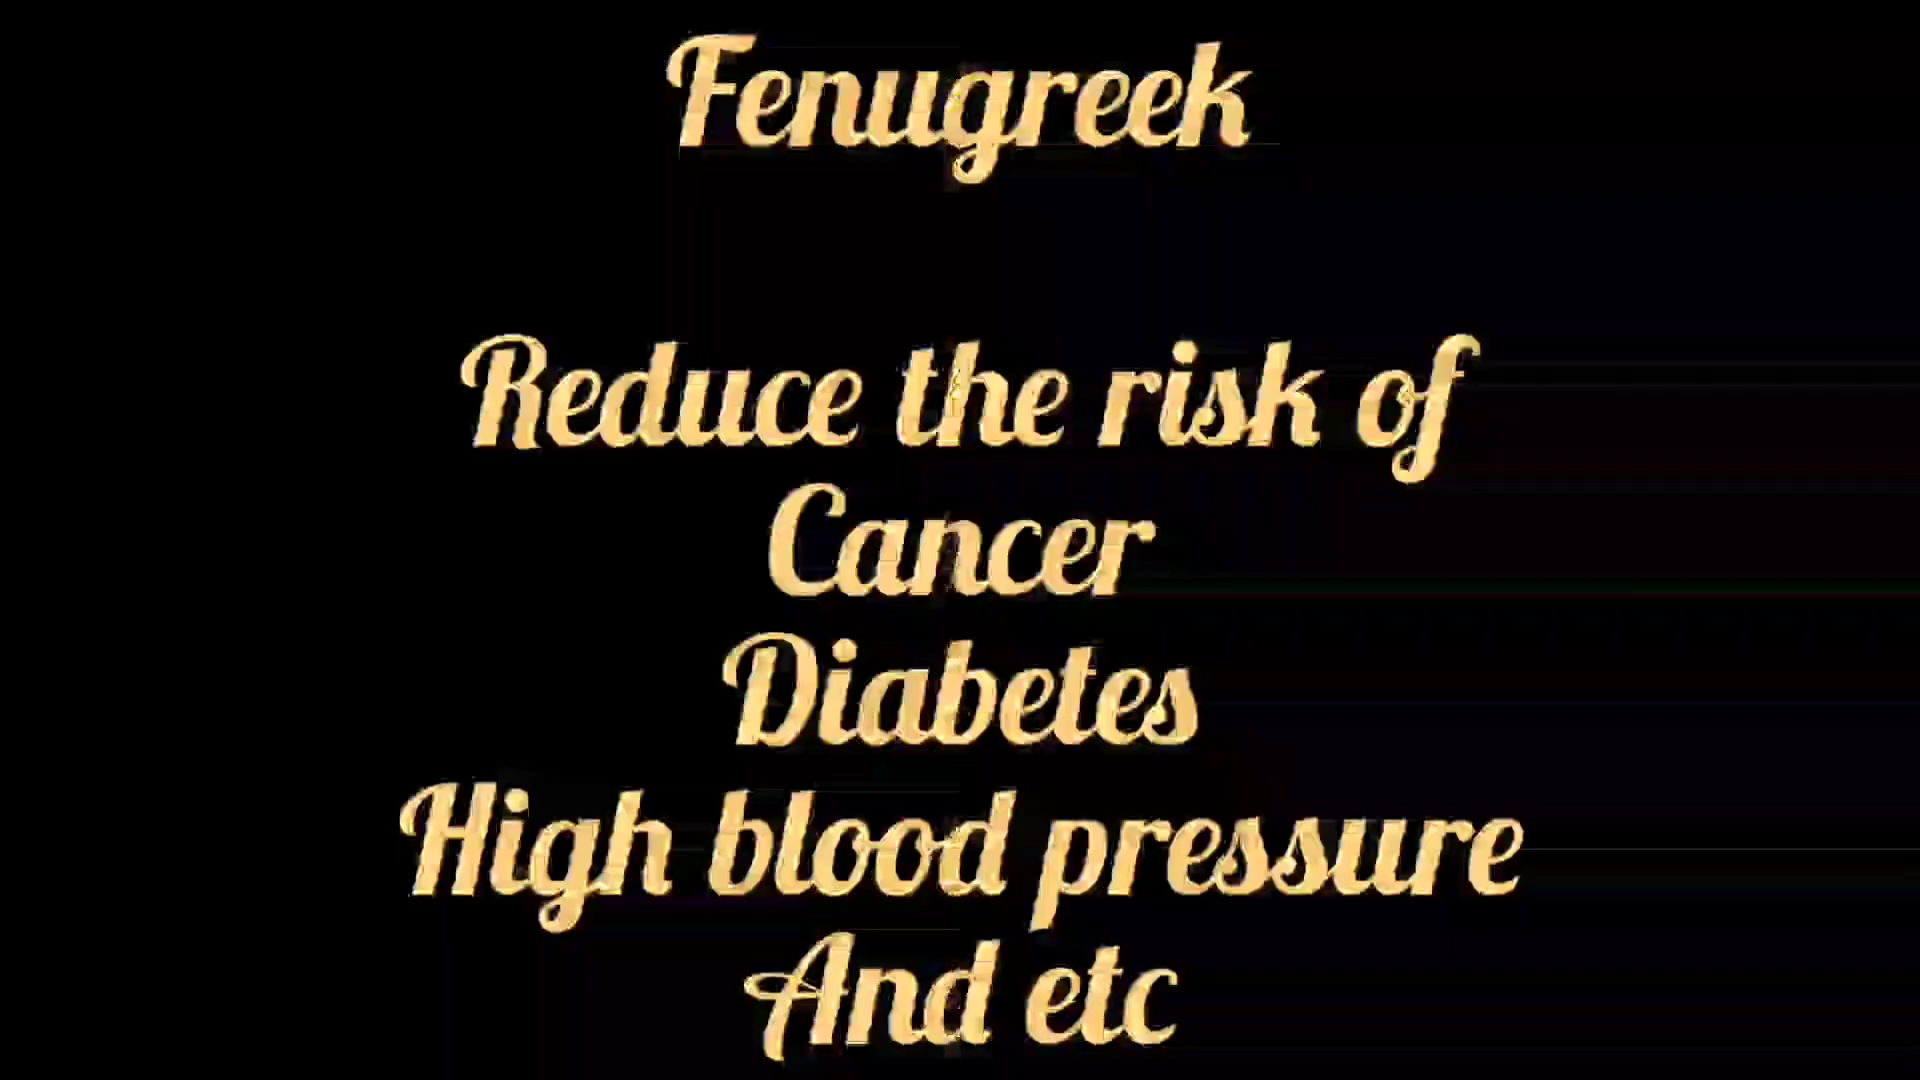 Fenugreek
Reduce the risk of
Cancer
Diabetes
High blood pressure
And etc